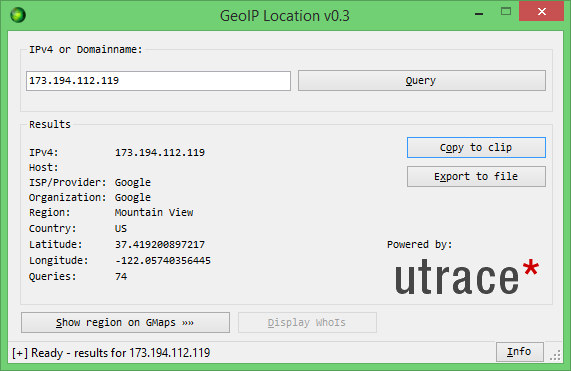 GeoIP Location v0.3
IPv4 or Domainname:
173.194.112.119
Query
Results
IPv4: 173.194.112.119
Host:
ISP/Provider: Google
Organization: Google
Region: Mountain View
Country: US
Latitude: 37.419200897217
Longitude: -122.05740356445
Queries: 74
Copy to clip
Export to file
Powered by:
utrace*
Show region on GMaps »»
Display WhoIs
[+] Ready - results for 173.194.112.119
Info